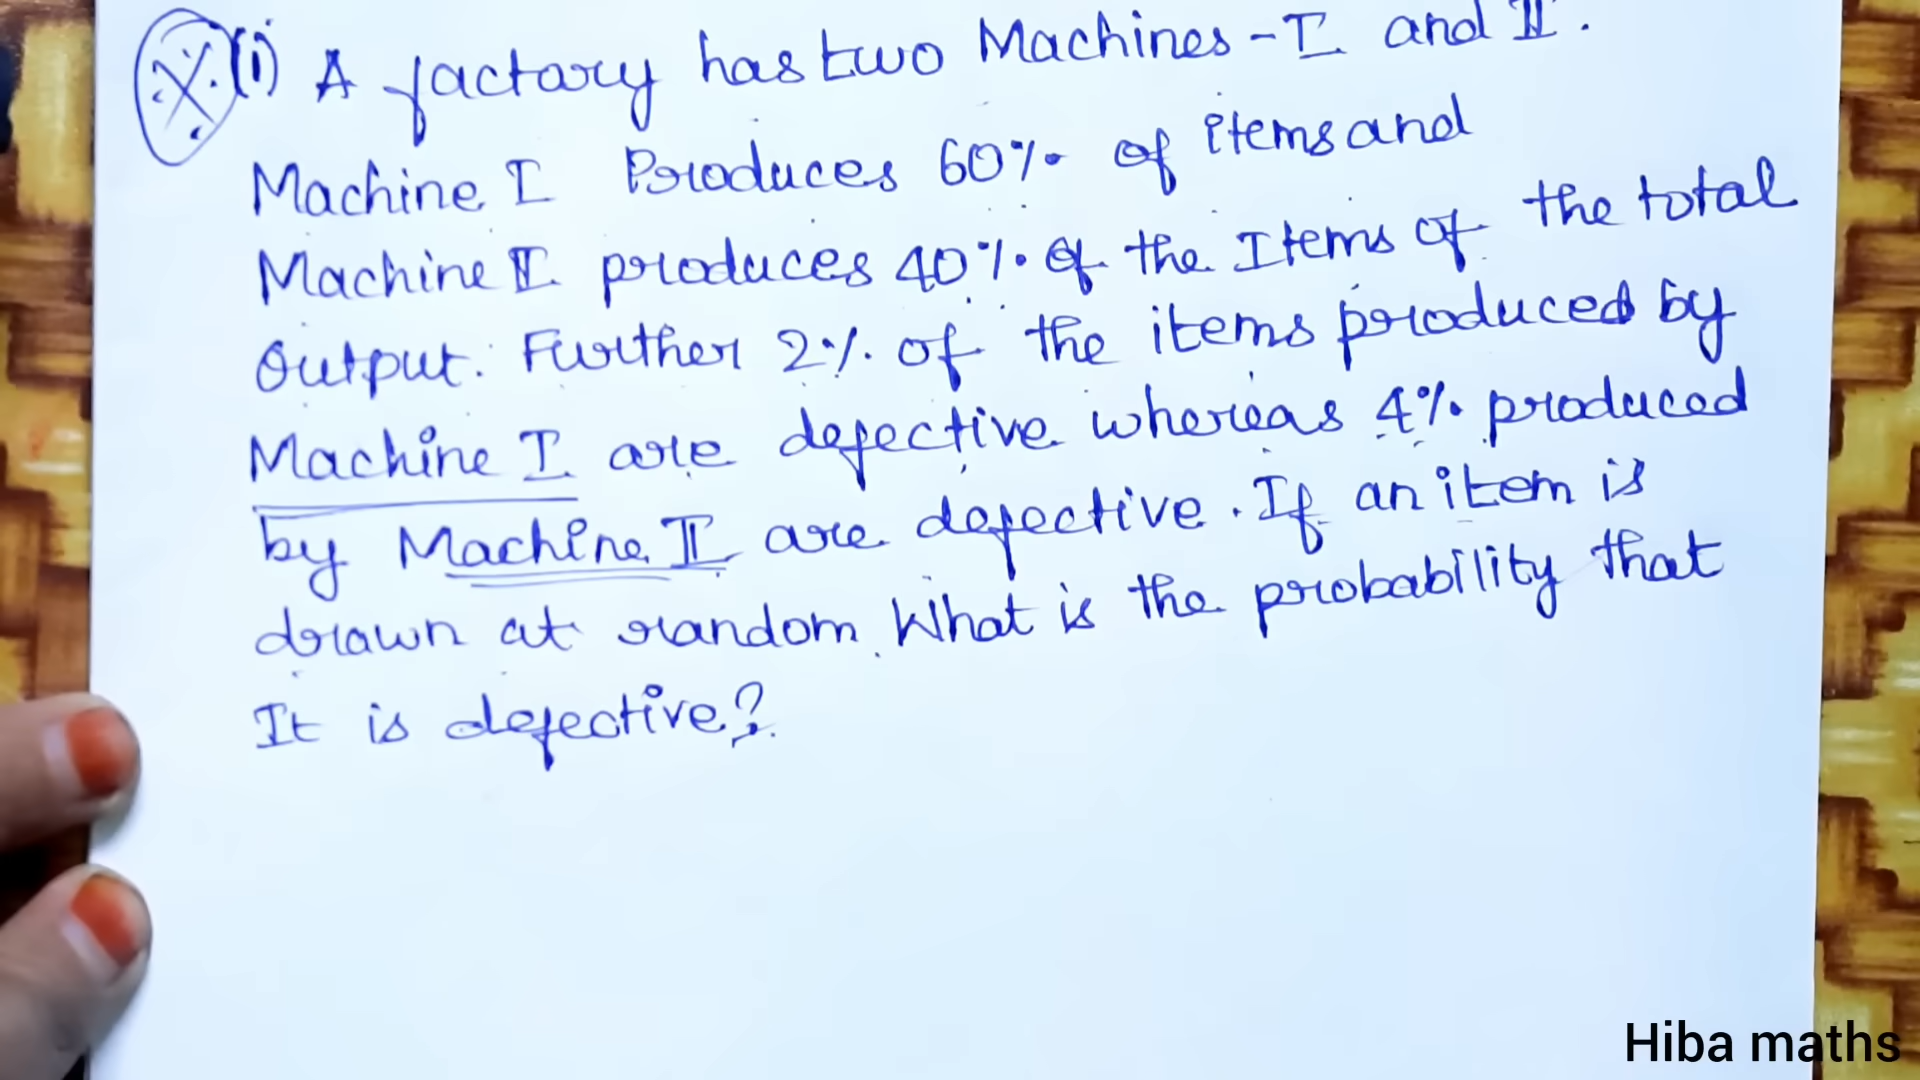 (i) A factory has two Machines - I and II.
Machine I Produces 60% of items and
Machine II produces 40% of the Items of the total
Output. Further 2% of the items produced by
Machine I are defective whereas 4% produced
by Machine II are defective. If an item is
drawn at random What is the probability that
It is defective?
Hiba maths